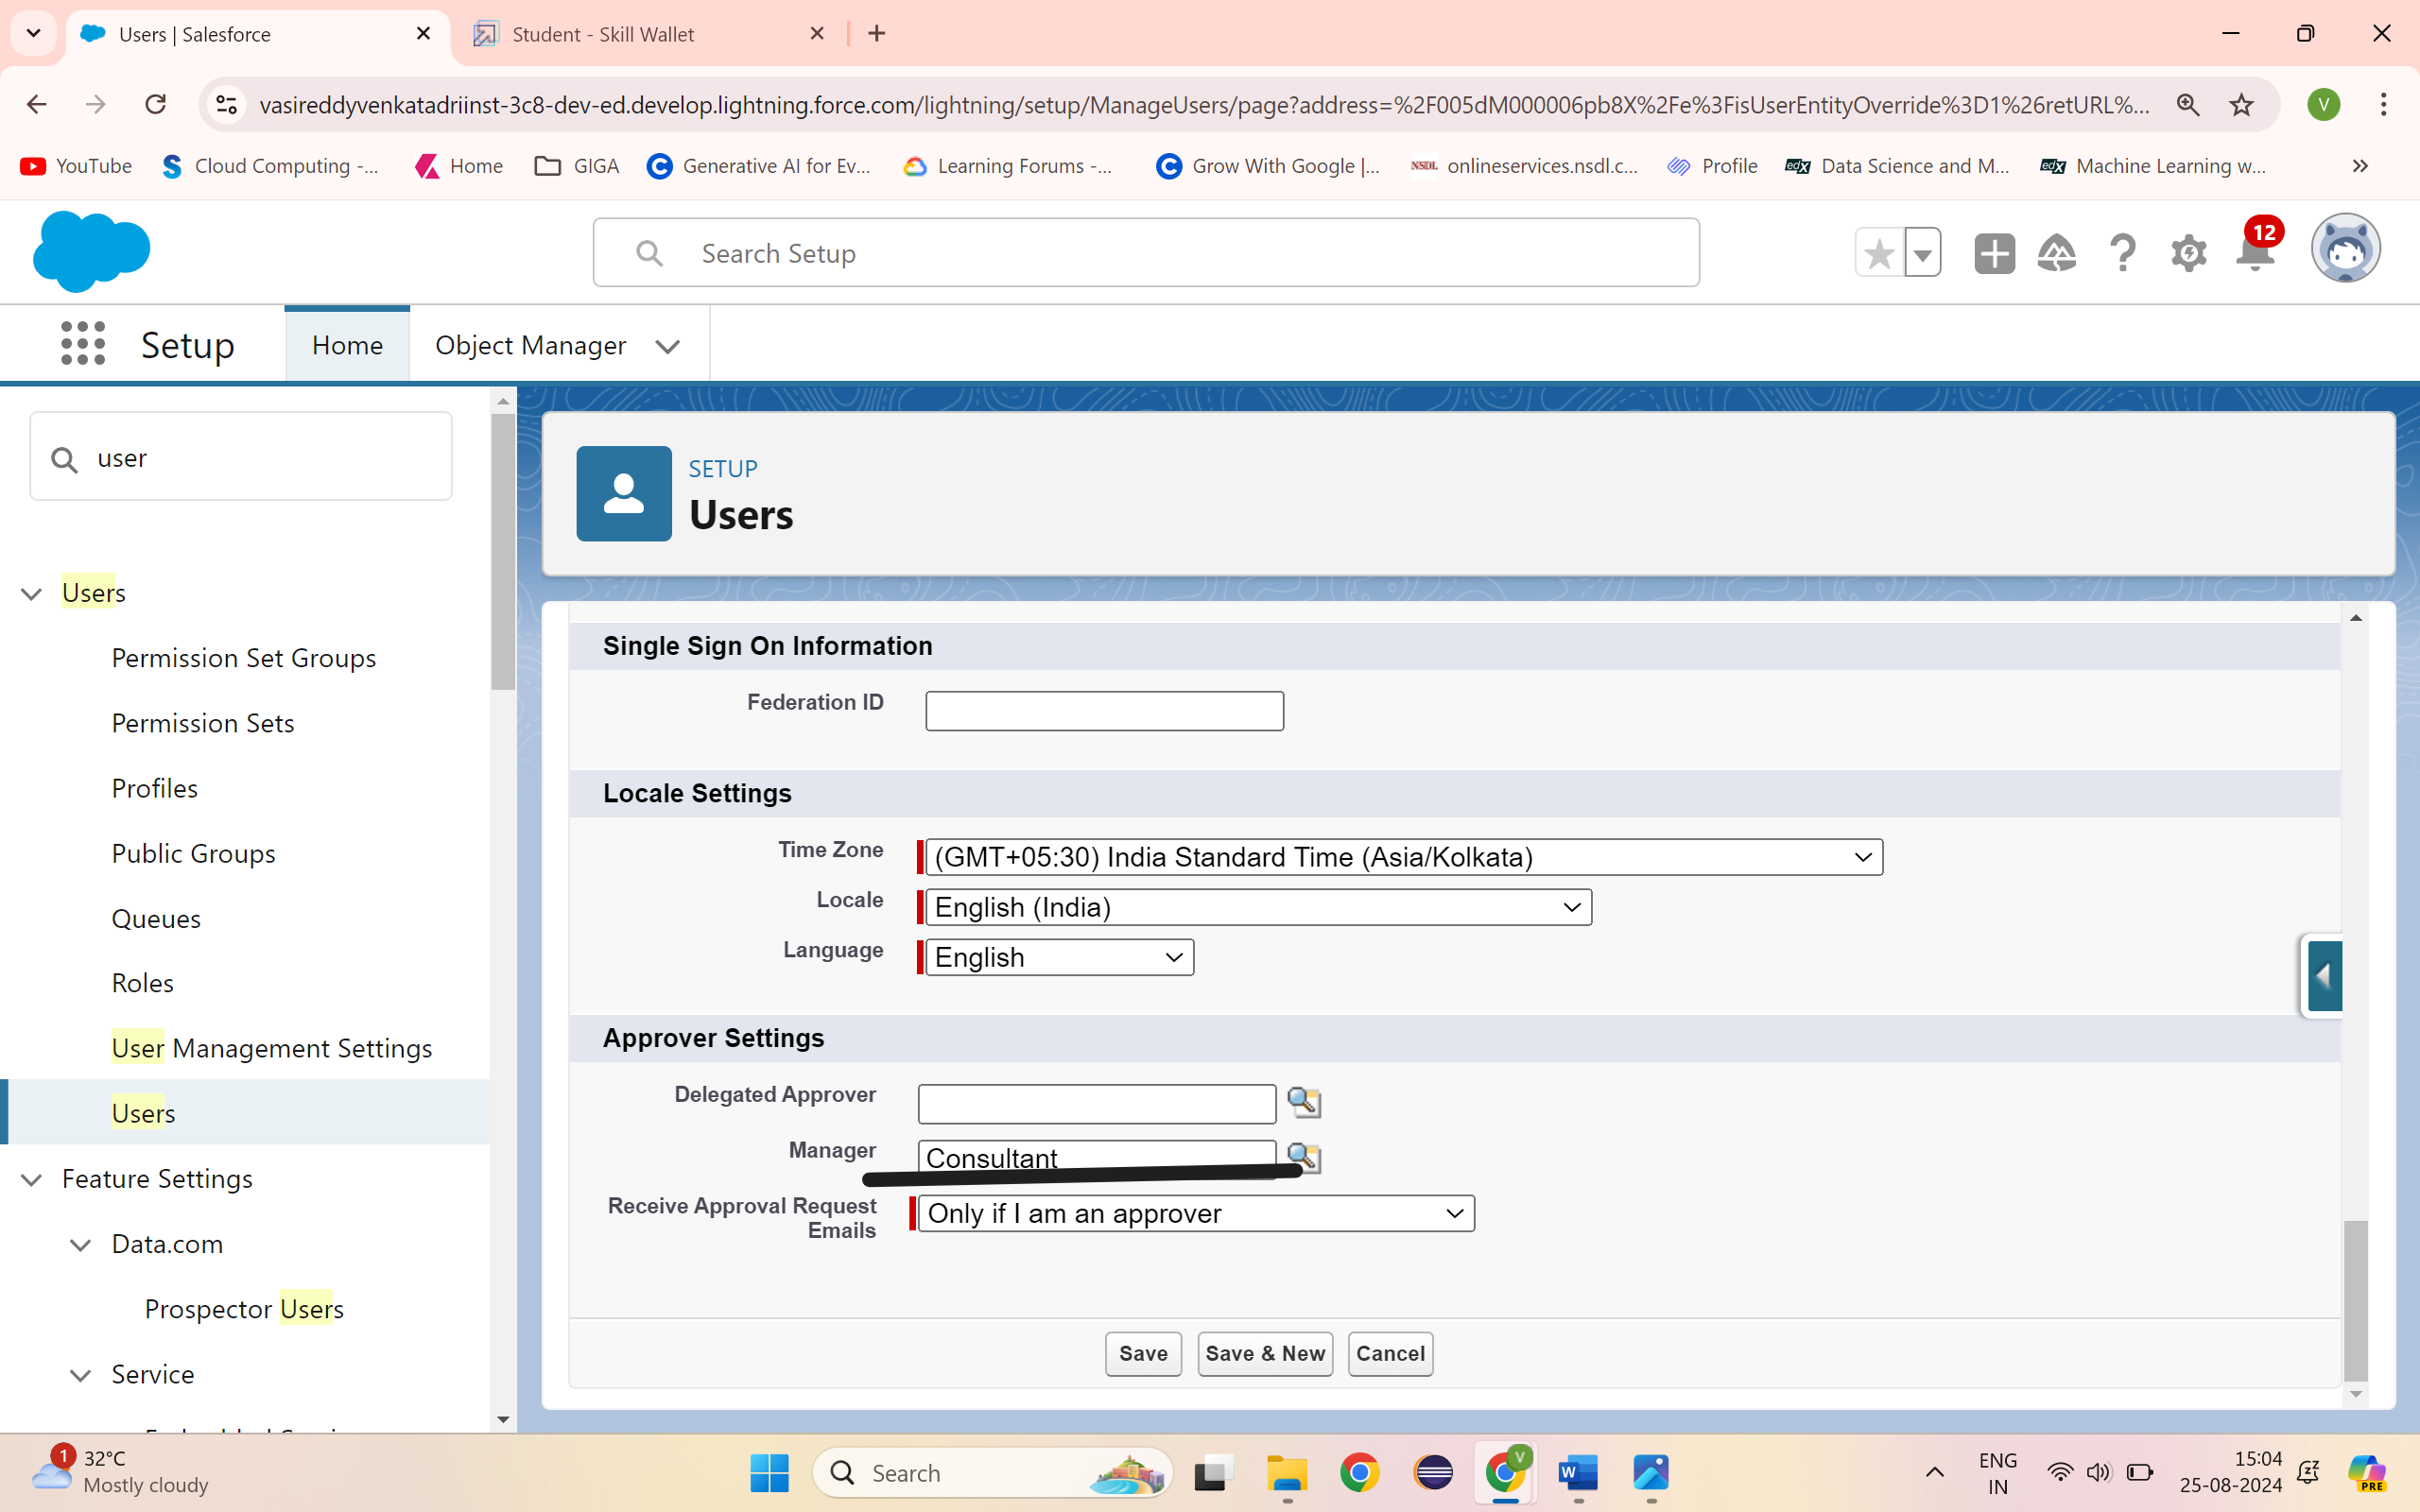 Users | Salesforce
Student - Skill Wallet
vasireddyvenkatadriinst-3c8-dev-ed.develop.lightning.force.com/lightning/setup/ManageUsers/page?address=%2F005dM000006pb8X%2Fe%3FisUserEntityOverride%3D1%26retURL%...
V
YouTube
Cloud Computing -...
Home
GIGA
Generative AI for Ev...
Learning Forums -...
Grow With Google |...
NSDL onlineservices.nsdl.c...
Profile
edX Data Science and M...
edX Machine Learning w...
Search Setup
12
Setup
Home
Object Manager
user
Users
Permission Set Groups
Permission Sets
Profiles
Public Groups
Queues
Roles
User Management Settings
Users
Feature Settings
Data.com
Prospector Users
Service
SETUP
Users
Single Sign On Information
Federation ID
Locale Settings
Time Zone (GMT+05:30) India Standard Time (Asia/Kolkata)
Locale English (India)
Language English
Approver Settings
Delegated Approver
Manager Consultant
Receive Approval Request Emails Only if I am an approver
Save Save & New Cancel
1
32°C
Mostly cloudy
Search
V
W
ENG
IN
15:04
25-08-2024
PRE